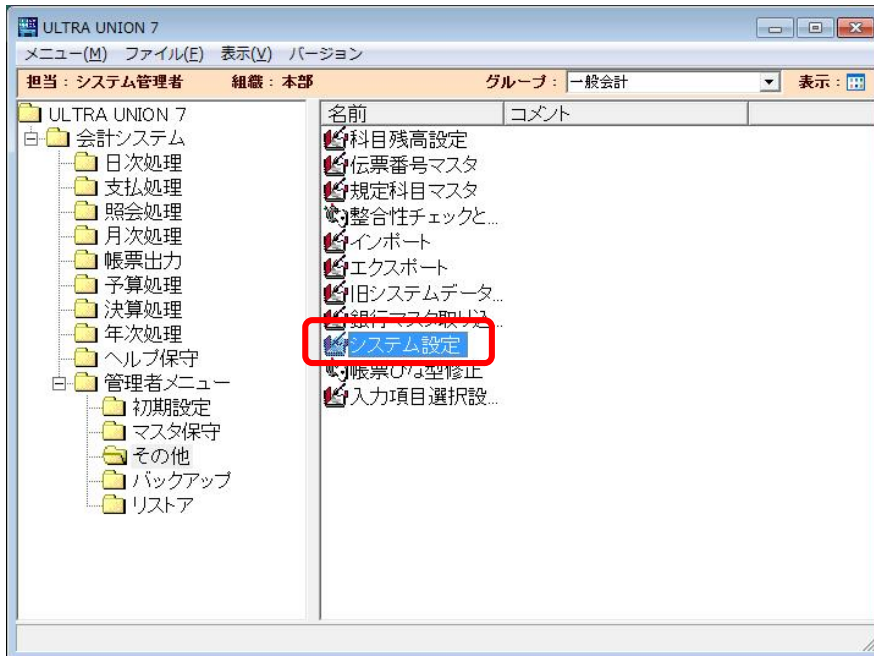 ULTRA UNION 7
メニュー(M) ファイル(F) 表示(V) バージョン
担当：システム管理者 組織：本部 グループ： 一般会計 表示：
ULTRA UNION 7
会計システム
日次処理
支払処理
照会処理
月次処理
帳票出力
予算処理
決算処理
年次処理
ヘルプ保守
管理者メニュー
初期設定
マスタ保守
その他
バックアップ
リストア
名前 コメント
科目残高設定
伝票番号マスタ
規定科目マスタ
整合性チェックと...
インポート
エクスポート
旧システムデータ...
銀行マスタ取り込...
システム設定
帳票ひな型修正
入力項目選択設...